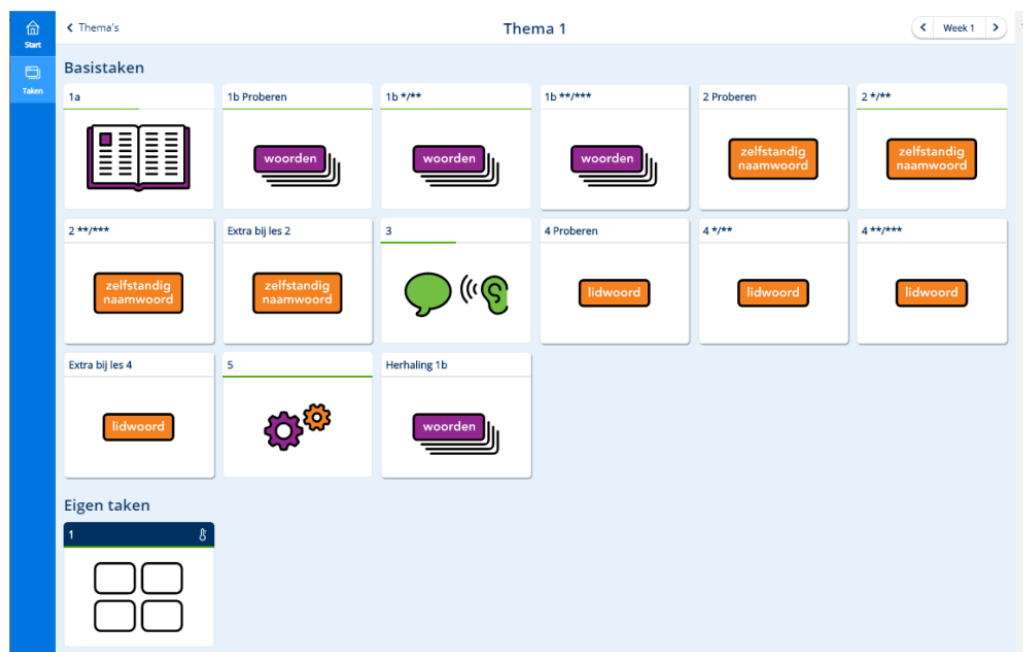 Start
Taken
Thema's
Thema 1
Week 1
Basistaken
1a
1b Proberen
1b */**
1b **/***
2 Proberen
2 */**
woorden
woorden
woorden
zelfstandig
naamwoord
zelfstandig
naamwoord
2 **/***
Extra bij les 2
3
4 Proberen
4 */**
4 **/***
zelfstandig
naamwoord
zelfstandig
naamwoord
lidwoord
lidwoord
lidwoord
Extra bij les 4
5
Herhaling 1b
lidwoord
woorden
Eigen taken
1